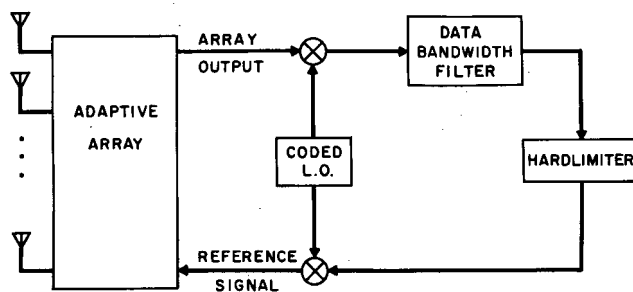 ADAPTIVE
ARRAY
ARRAY
OUTPUT
DATA
BANDWIDTH
FILTER
CODED
L.O.
HARDLIMITER
REFERENCE
SIGNAL